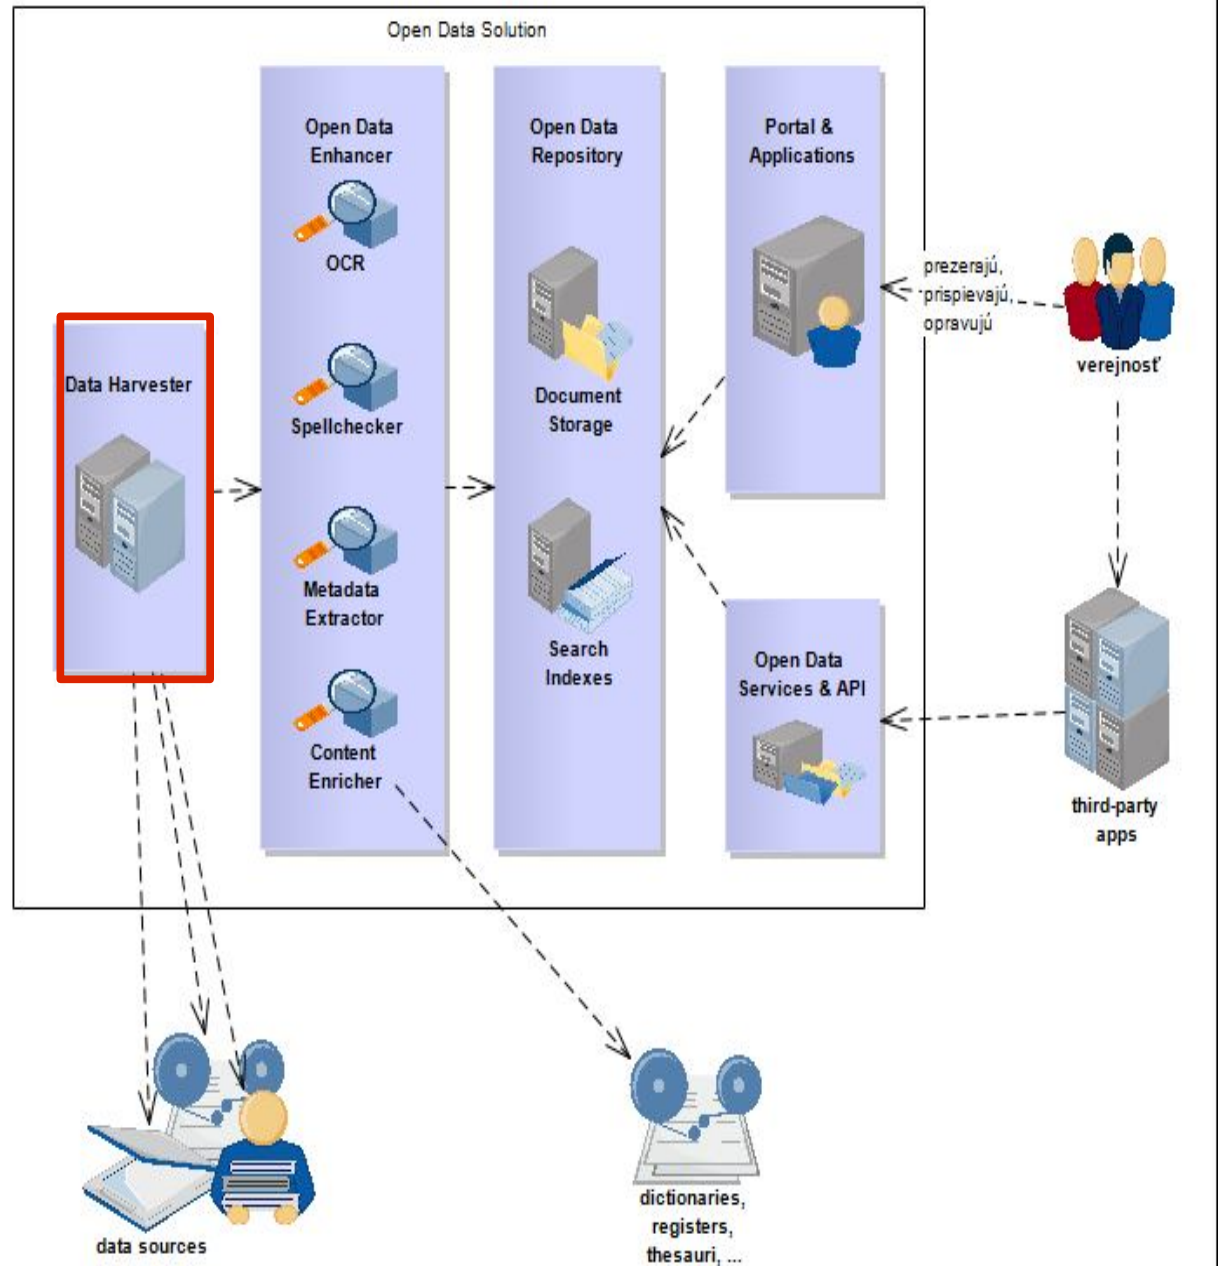 Open Data Solution
Data Harvester
Open Data
Enhancer
OCR
Spellchecker
Metadata
Extractor
Content
Enricher
Open Data
Repository
Document
Storage
Search
Indexes
Portal &
Applications
Open Data
Services & API
prezerajú,
prispievajú,
opravujú
verejnosť
third-party
apps
data sources
dictionaries,
registers,
thesauri, ...